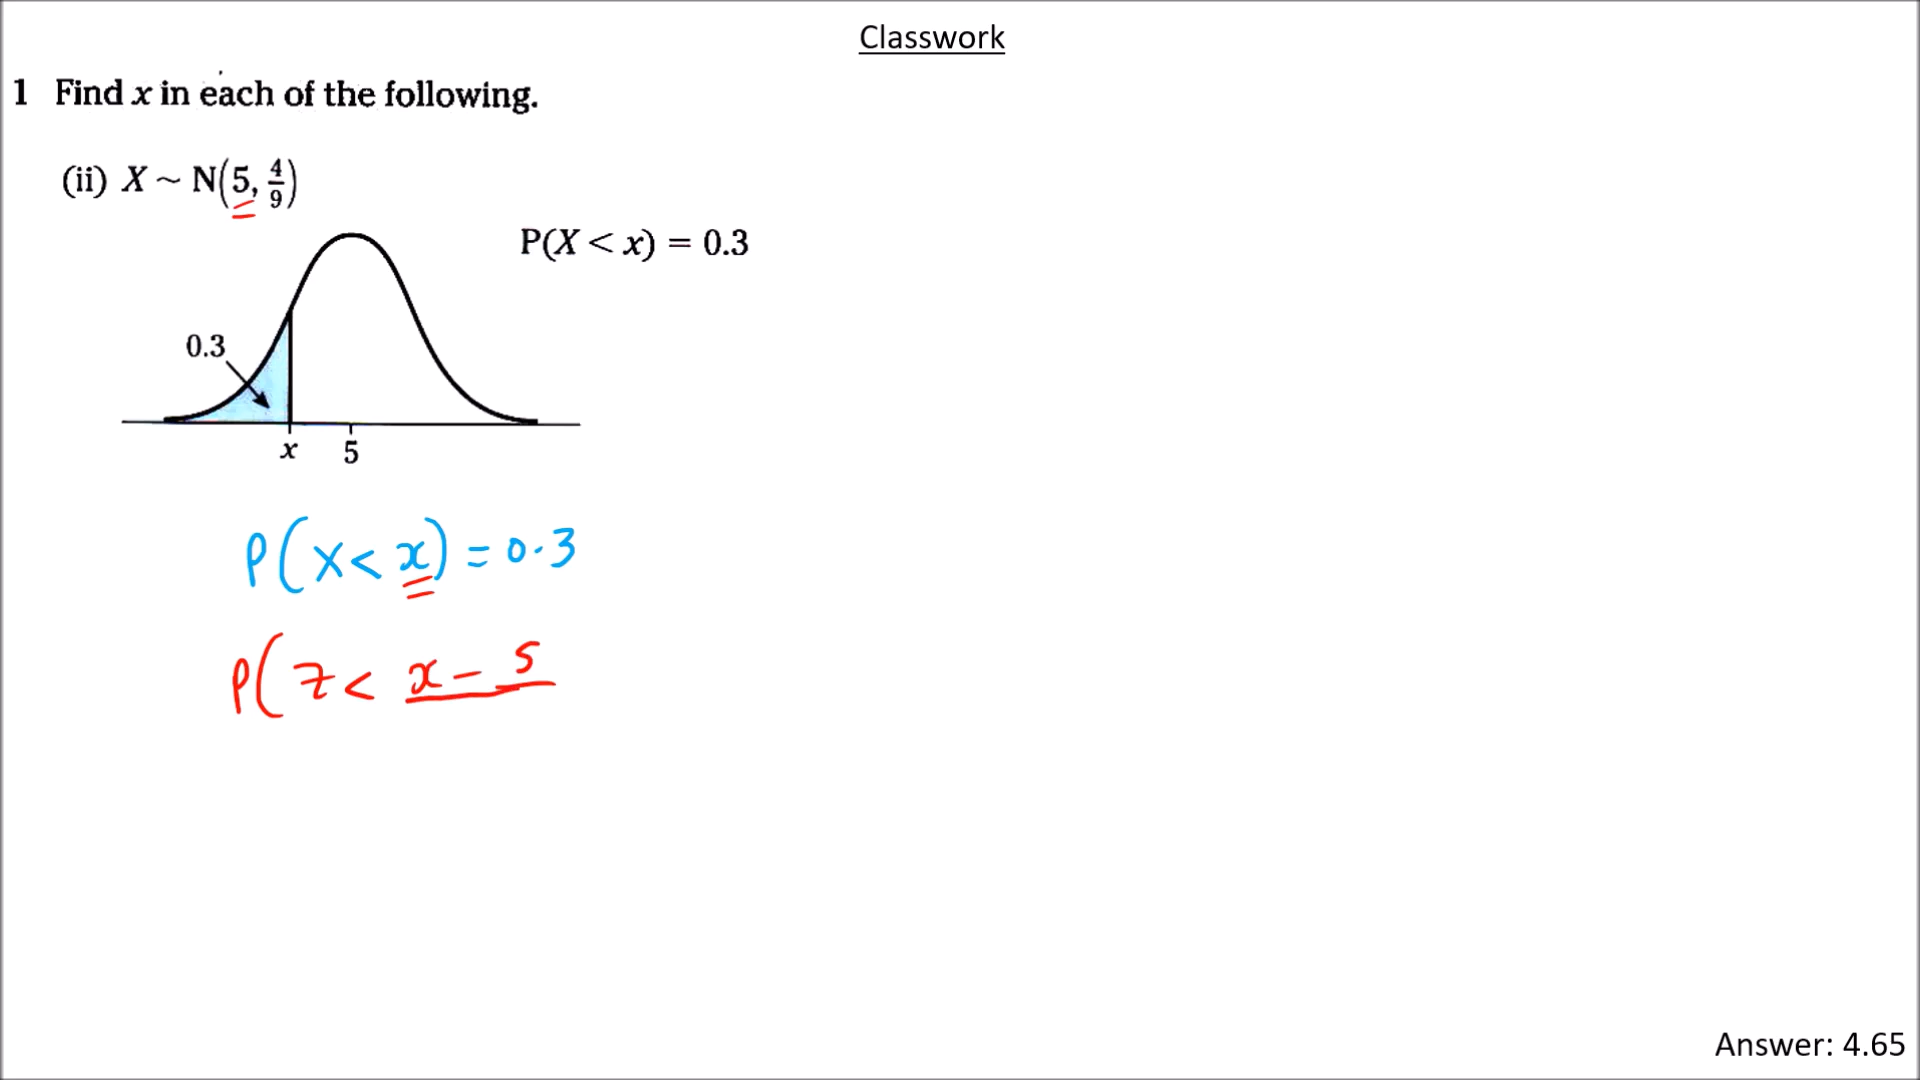 Classwork
1 Find x in each of the following.
(ii) X ~ N(5, 4/9)
P(X < x) = 0.3
0.3
x 5
P(X < x) = 0.3
P(Z < x - 5
Answer: 4.65